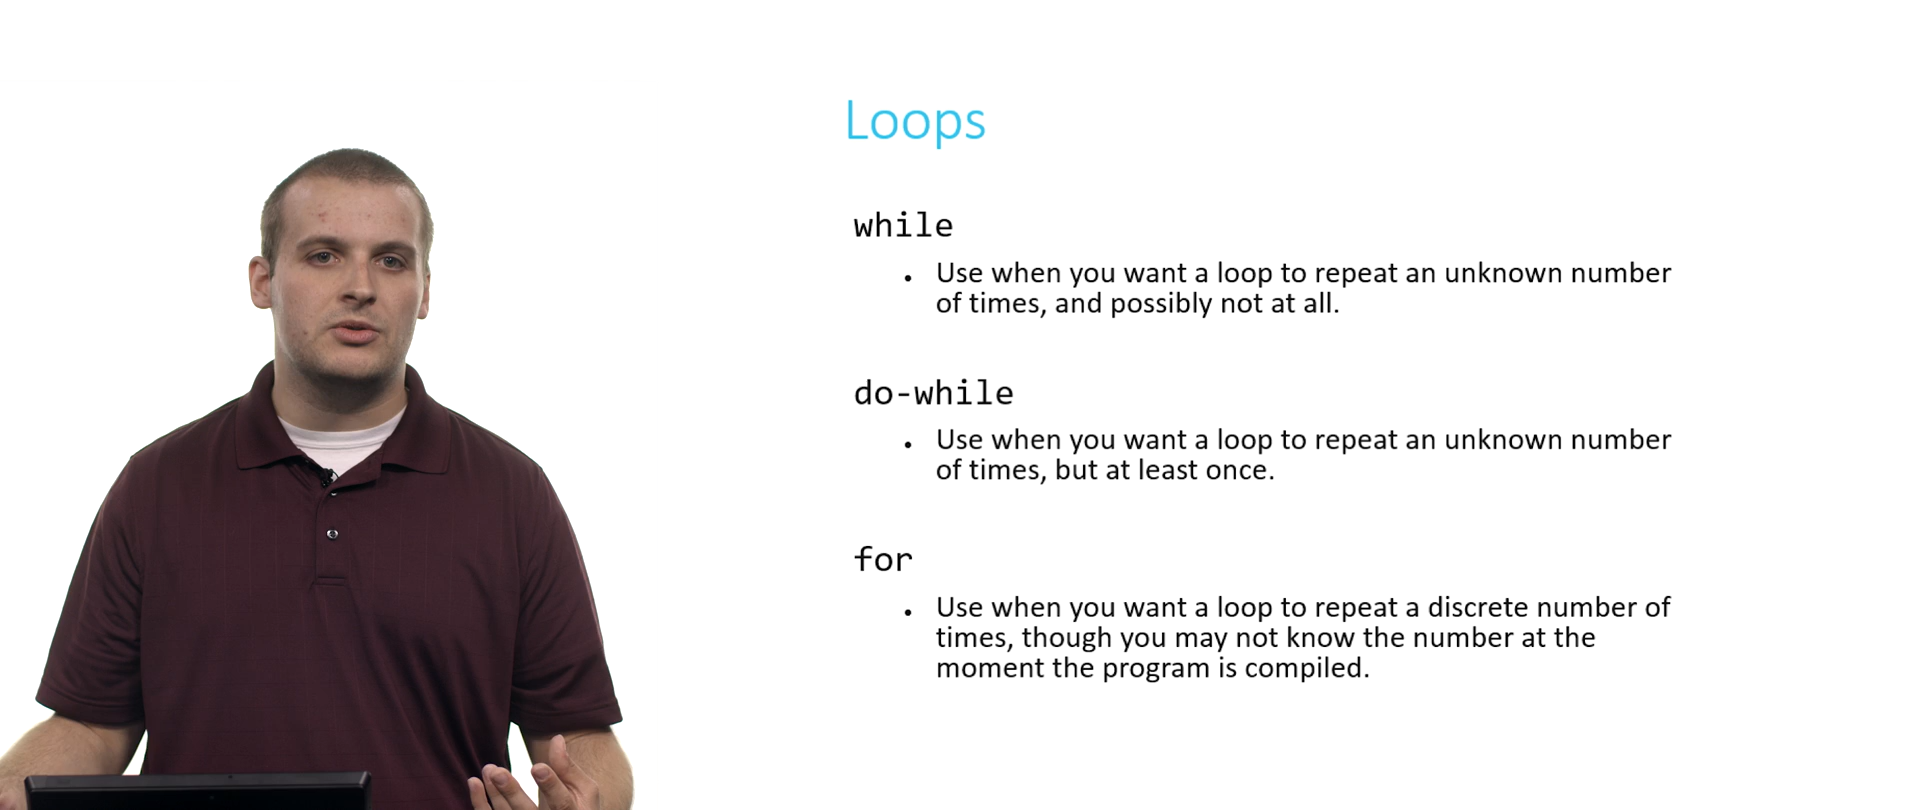 Loops
while
• Use when you want a loop to repeat an unknown number
of times, and possibly not at all.
do-while
• Use when you want a loop to repeat an unknown number
of times, but at least once.
for
• Use when you want a loop to repeat a discrete number of
times, though you may not know the number at the
moment the program is compiled.